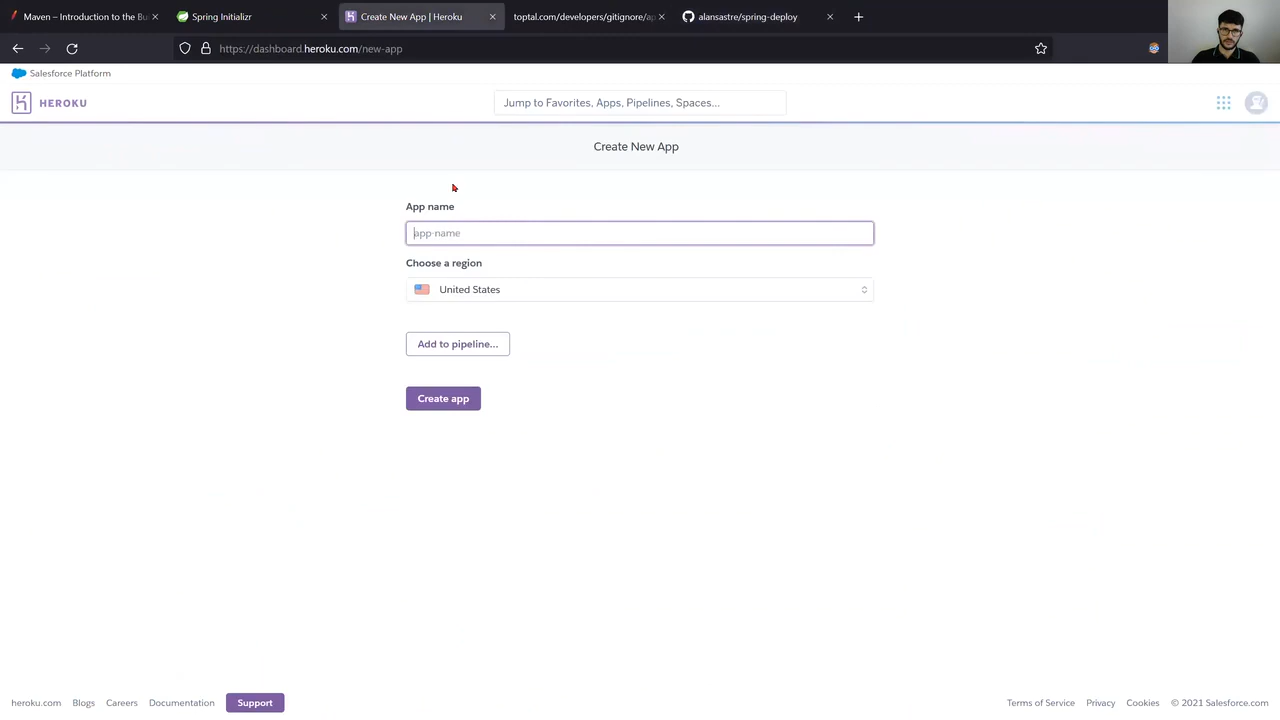 Maven – Introduction to the Bu
Spring Initializr
Create New App | Heroku
toptal.com/developers/gitignore/ap
alansastre/spring-deploy
https://dashboard.heroku.com/new-app
Salesforce Platform
HEROKU
Jump to Favorites, Apps, Pipelines, Spaces...
Create New App
App name
app-name
Choose a region
United States
Add to pipeline...
Create app
heroku.com Blogs Careers Documentation Support Terms of Service Privacy Cookies © 2021 Salesforce.com